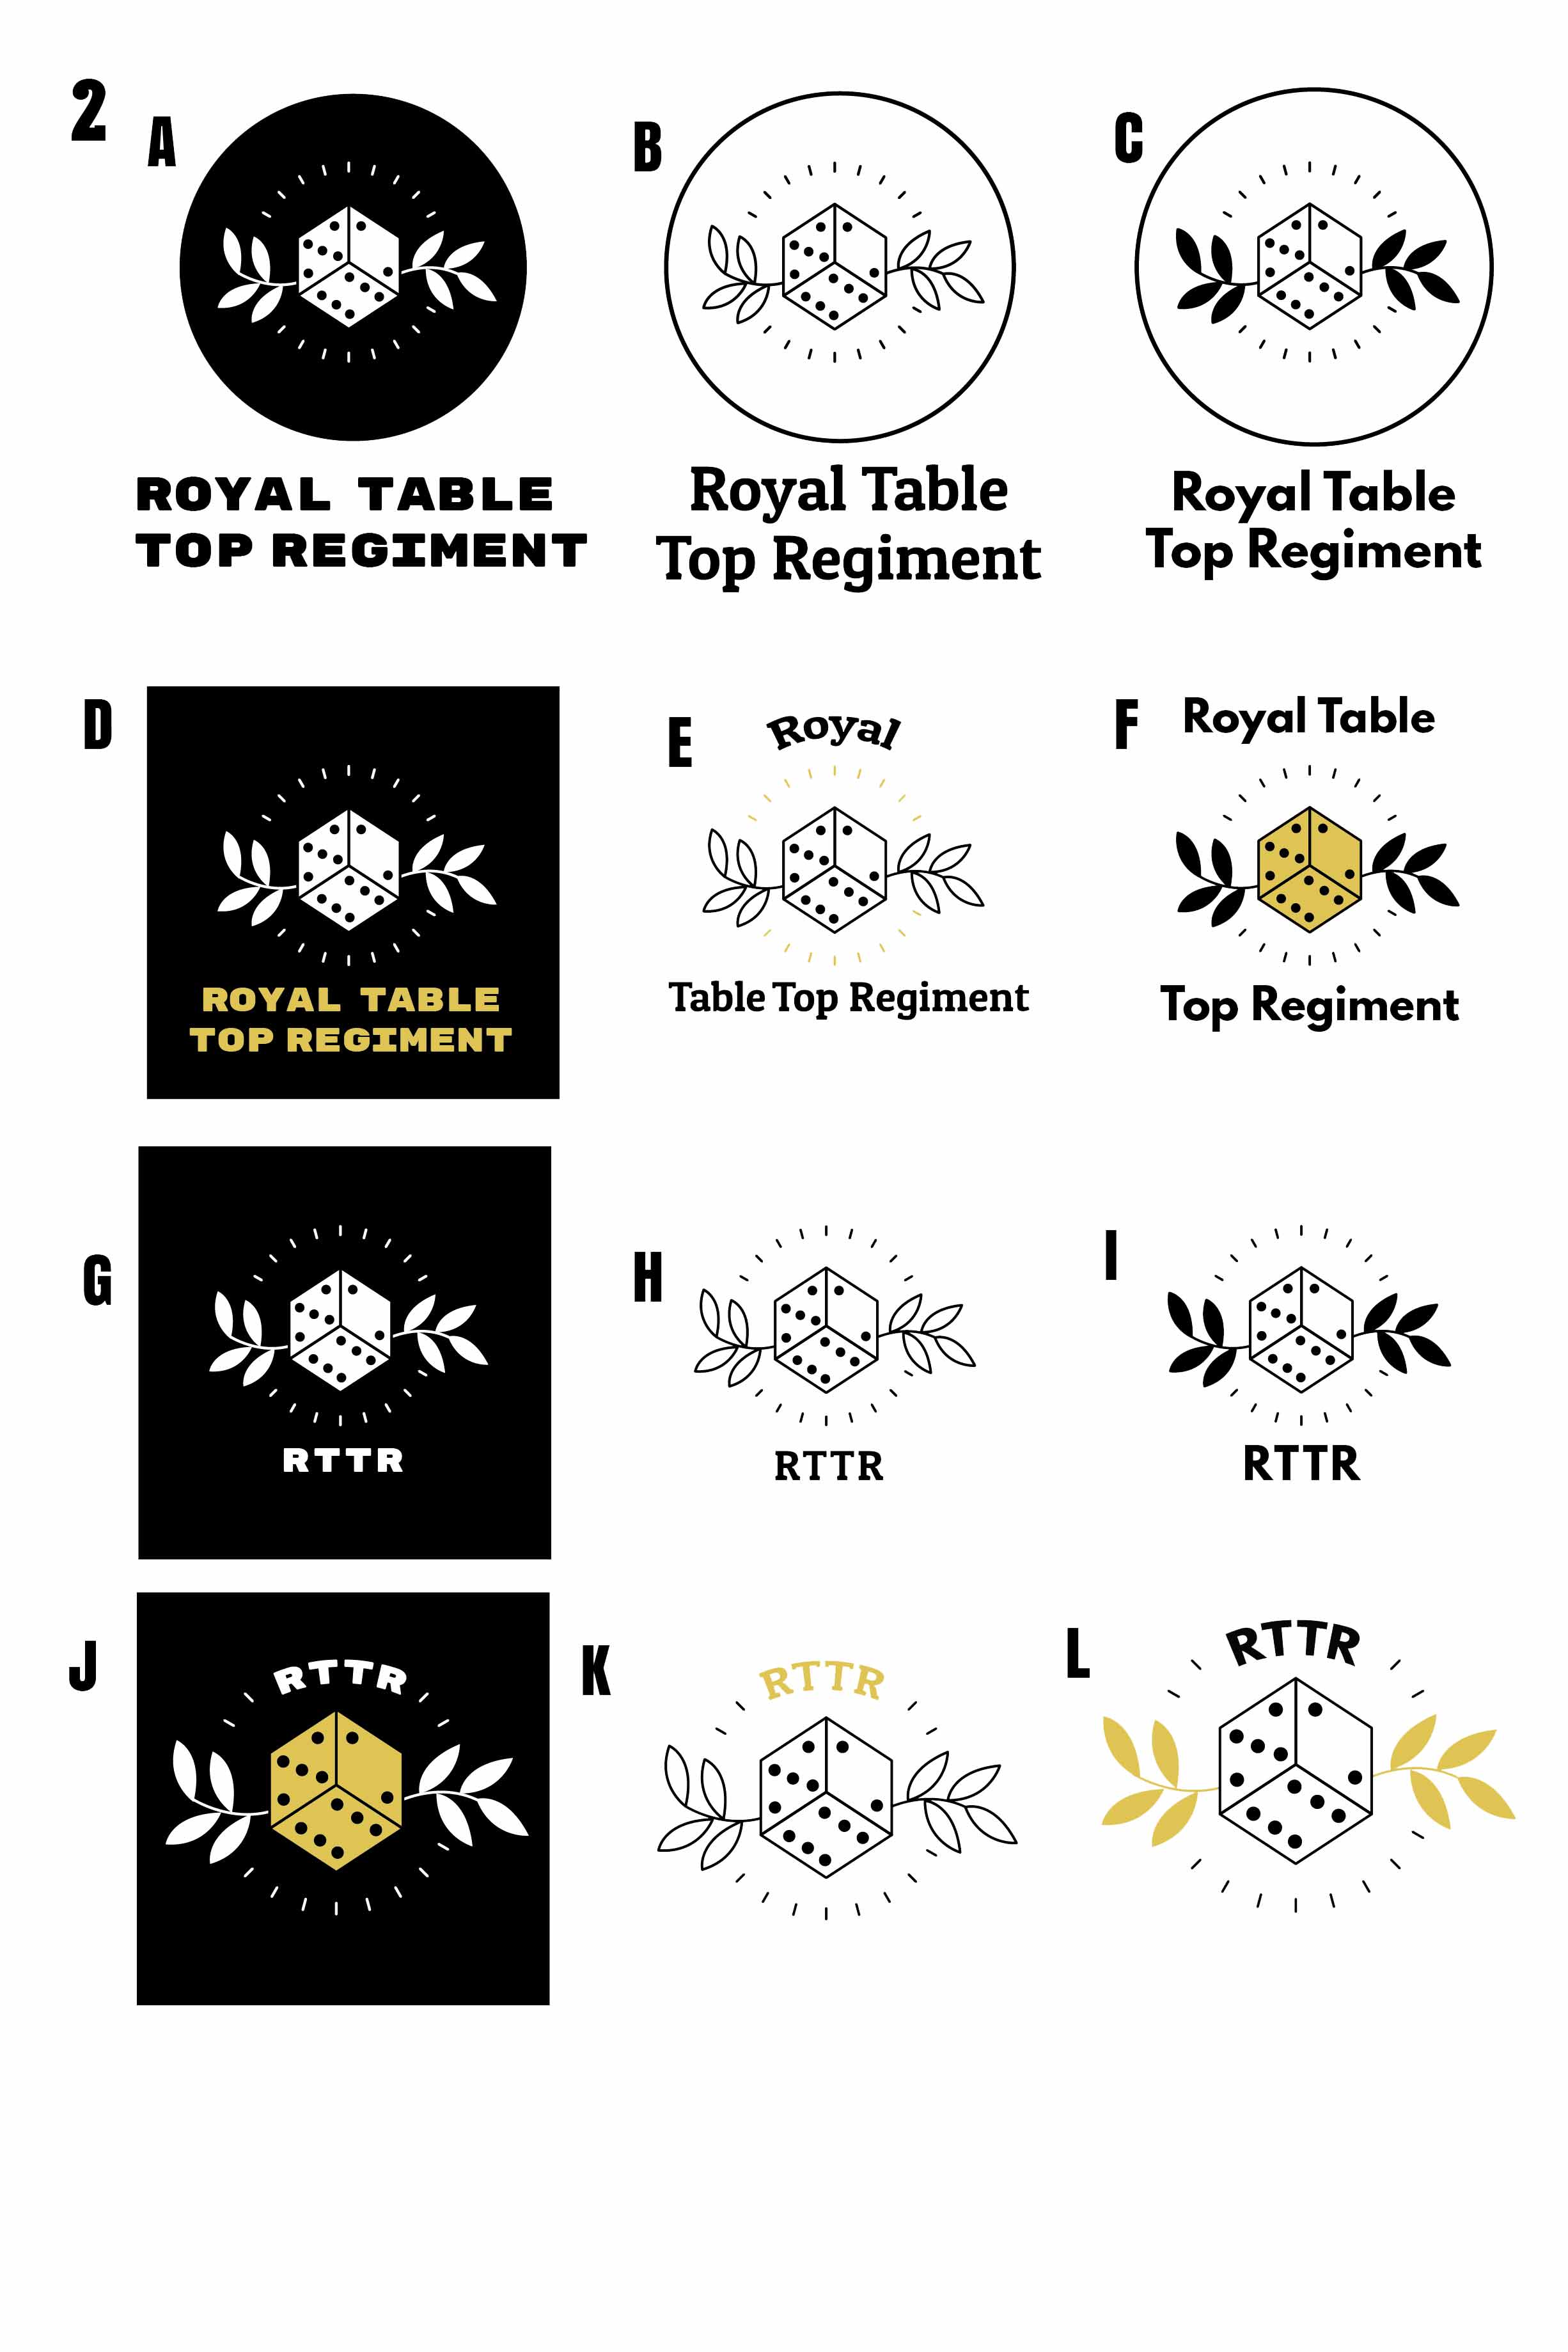 2
A
B
C
ROYAL TABLE
TOP REGIMENT
Royal Table
Top Regiment
Royal Table
Top Regiment
D
ROYAL TABLE
TOP REGIMENT
E
Royal
Table Top Regiment
F
Royal Table
Top Regiment
G
RTTR
H
RTTR
I
RTTR
J
RTTR
K
RTTR
L
RTTR